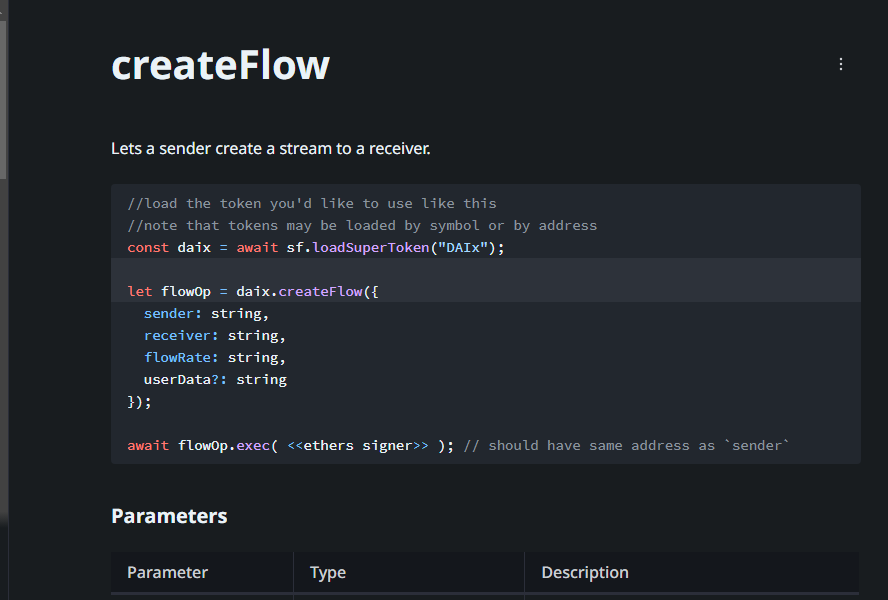 createFlow
Lets a sender create a stream to a receiver.
//load the token you'd like to use like this
//note that tokens may be loaded by symbol or by address
const daix = await sf.loadSuperToken("DAIx");
let flowOp = daix.createFlow({
sender: string,
receiver: string,
flowRate: string,
userData?: string
});
await flowOp.exec( <<ethers signer>> ); // should have same address as `sender`
Parameters
Parameter Type Description